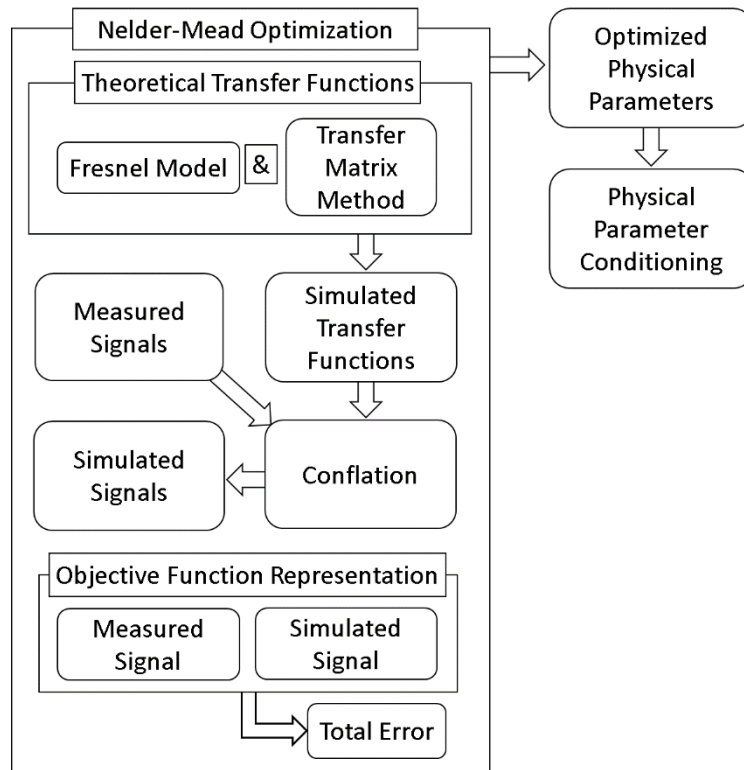 Nelder-Mead Optimization
Theoretical Transfer Functions
Fresnel Model
&
Transfer
Matrix
Method
Measured
Signals
Simulated
Transfer
Functions
Simulated
Signals
Conflation
Objective Function Representation
Measured
Signal
Simulated
Signal
Total Error
Optimized
Physical
Parameters
Physical
Parameter
Conditioning